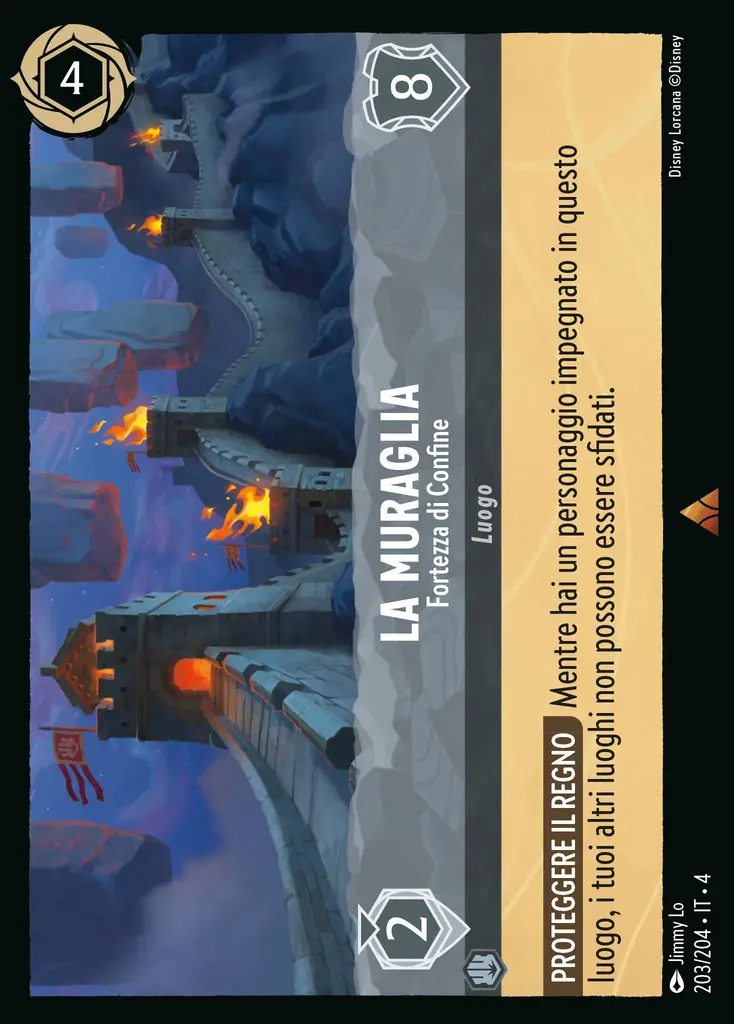 4
2
LA MURAGLIA
8
Fortezza di Confine
Luogo
PROTEGGERE IL REGNO Mentre hai un personaggio impegnato in questo
luogo, i tuoi altri luoghi non possono essere sfidati.
Jimmy Lo
203/204 • IT • 4
Disney Lorcana ©Disney